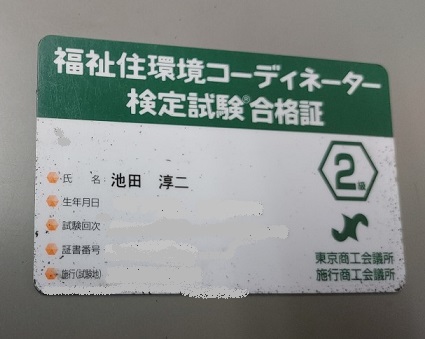 福祉住環境コーディネーター
検定試験®合格証
2級
氏 名 池田 淳二
生年月日
試験回次
証書番号
施行(試験地)
東京商工会議所
施行商工会議所